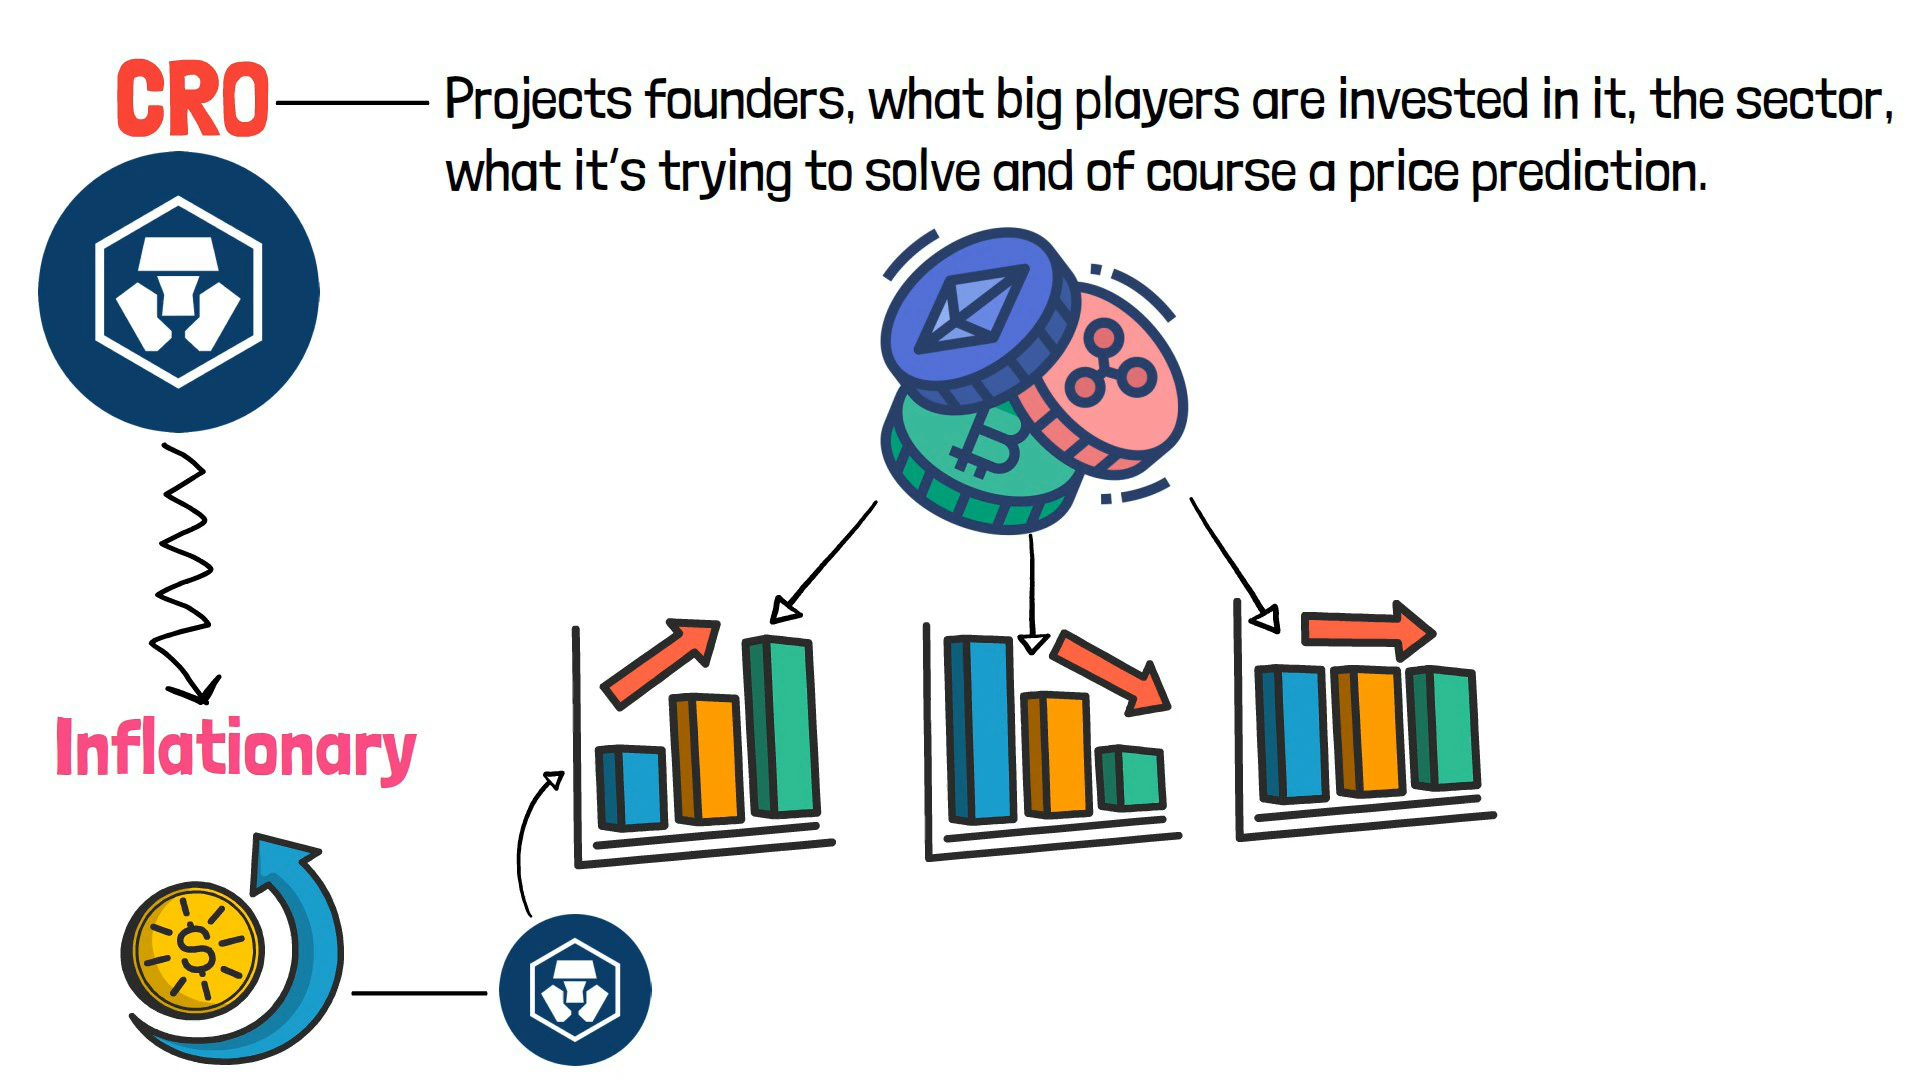 CRO
Projects founders, what big players are invested in it, the sector,
what it's trying to solve and of course a price prediction.
Inflationary